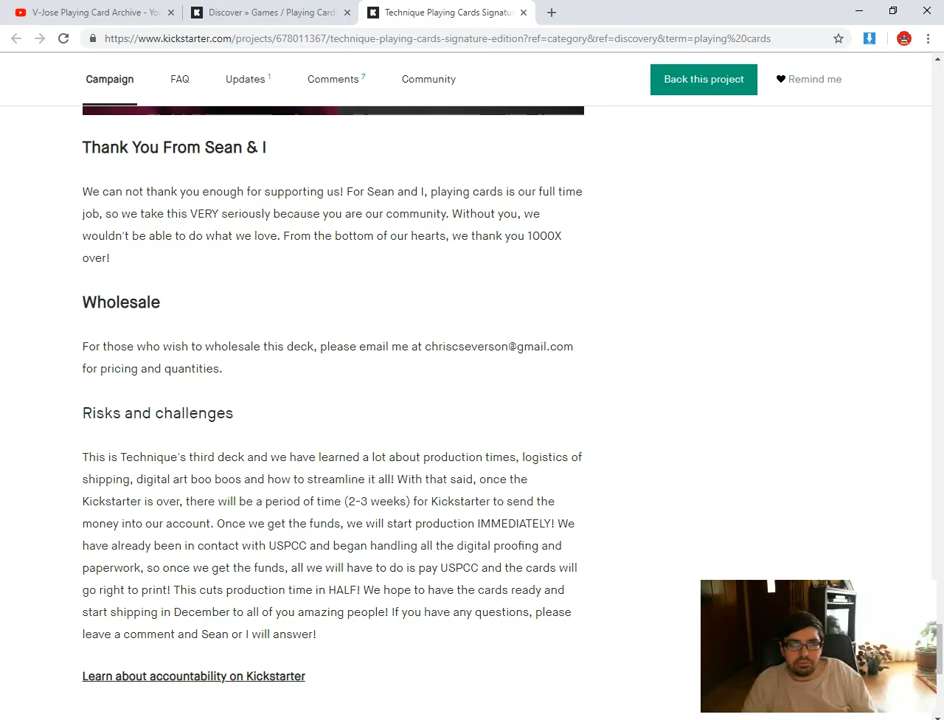 V-Jose Playing Card Archive - Yo
Discover » Games / Playing Card
Technique Playing Cards Signatu
https://www.kickstarter.com/projects/678011367/technique-playing-cards-signature-edition?ref=category&ref=discovery&term=playing%20cards
Campaign FAQ Updates 1 Comments 7 Community Back this project Remind me
Thank You From Sean & I
We can not thank you enough for supporting us! For Sean and I, playing cards is our full time
job, so we take this VERY seriously because you are our community. Without you, we
wouldn't be able to do what we love. From the bottom of our hearts, we thank you 1000X
over!
Wholesale
For those who wish to wholesale this deck, please email me at chriscseverson@gmail.com
for pricing and quantities.
Risks and challenges
This is Technique's third deck and we have learned a lot about production times, logistics of
shipping, digital art boo boos and how to streamline it all! With that said, once the
Kickstarter is over, there will be a period of time (2-3 weeks) for Kickstarter to send the
money into our account. Once we get the funds, we will start production IMMEDIATELY! We
have already been in contact with USPCC and began handling all the digital proofing and
paperwork, so once we get the funds, all we will have to do is pay USPCC and the cards will
go right to print! This cuts production time in HALF! We hope to have the cards ready and
start shipping in December to all of you amazing people! If you have any questions, please
leave a comment and Sean or I will answer!
Learn about accountability on Kickstarter